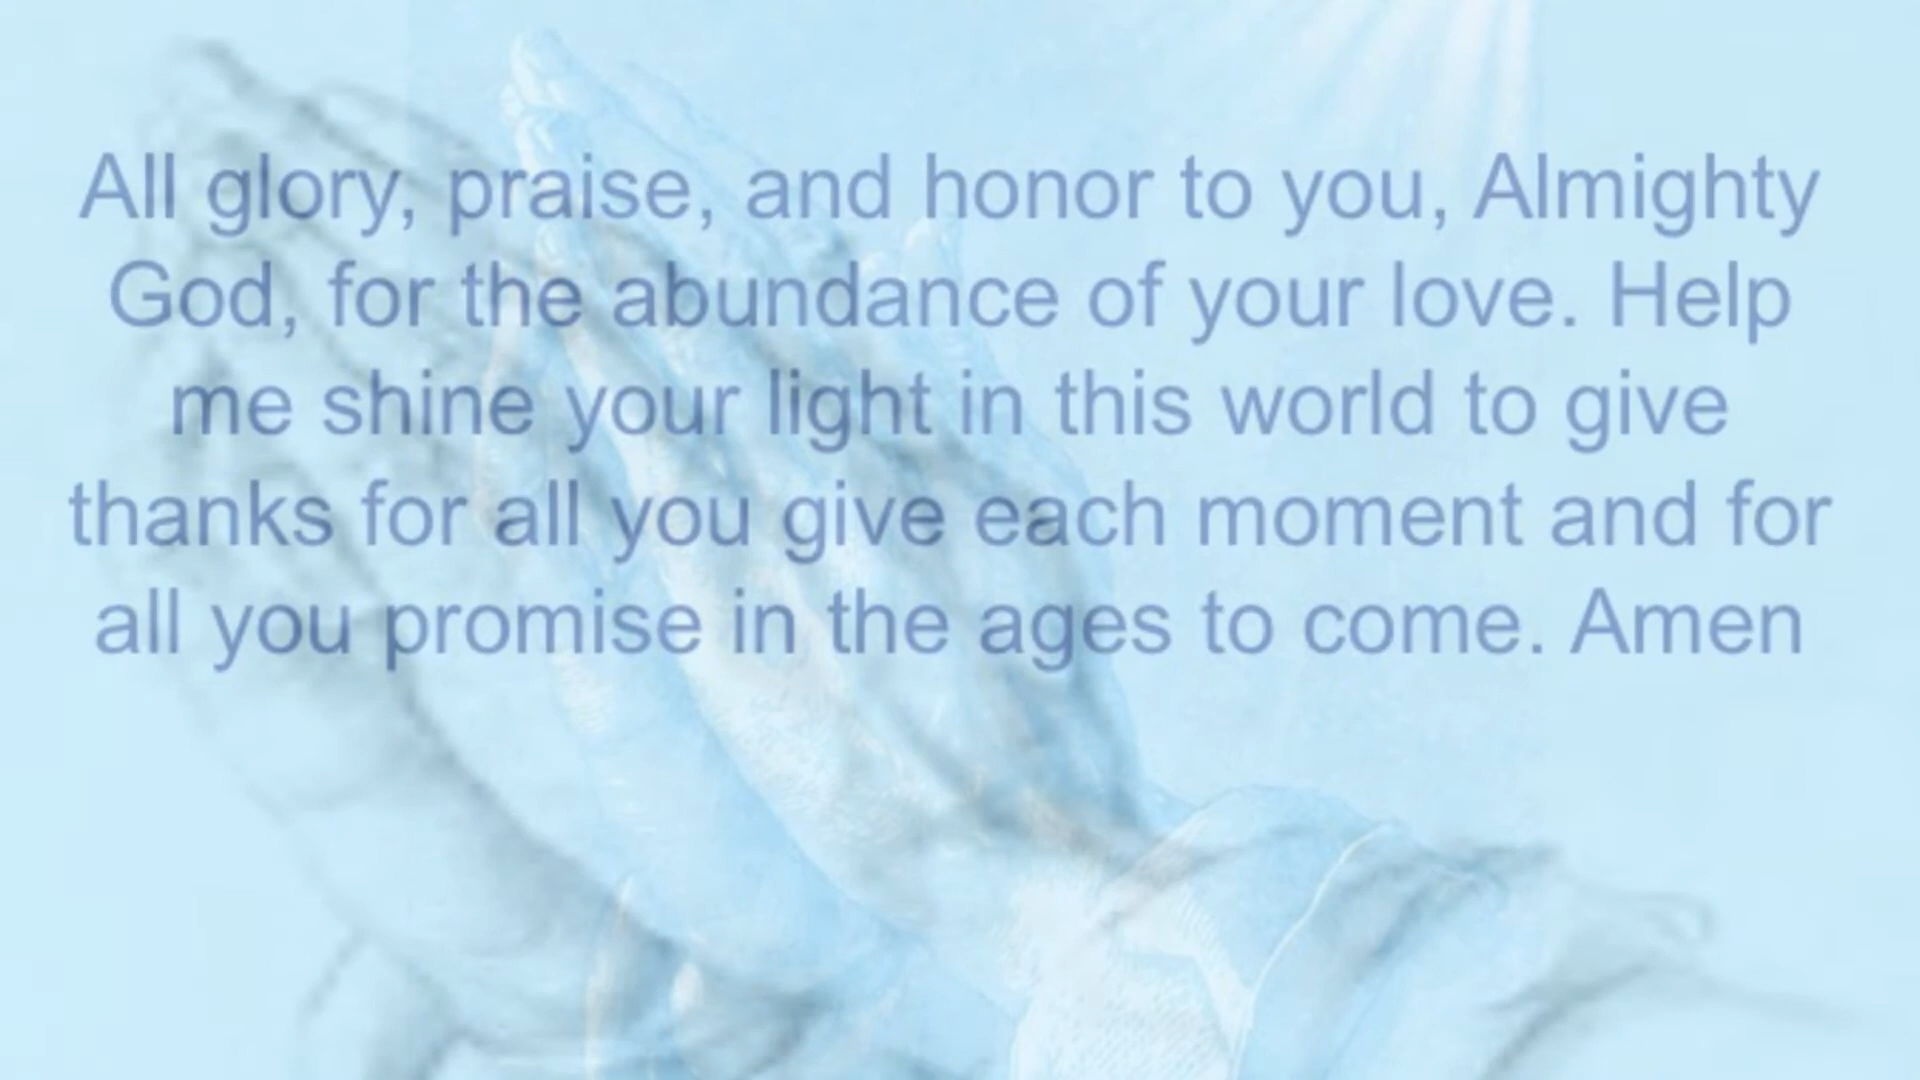 All glory, praise, and honor to you, Almighty
God, for the abundance of your love. Help
me shine your light in this world to give
thanks for all you give each moment and for
all you promise in the ages to come. Amen